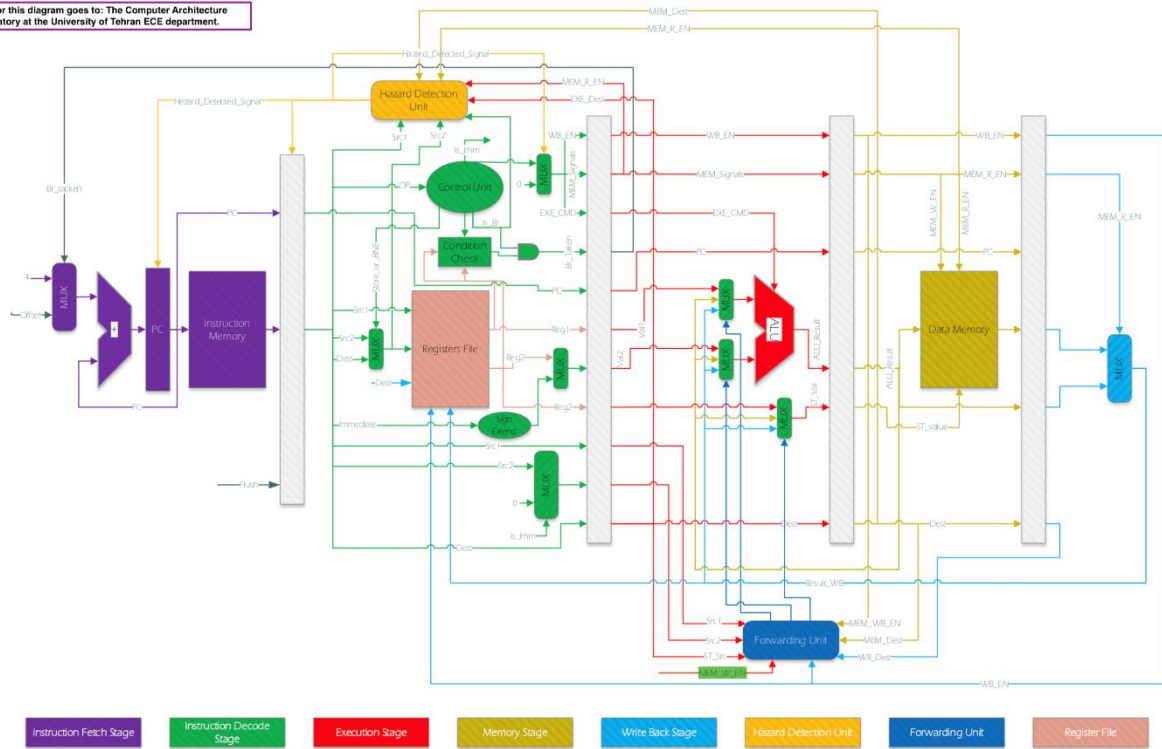 or this diagram goes to: The Computer Architecture
atory at the University of Tehran ECE department.
MEM_Dest
MEM_R_EN
Hazard_Detected_Signal
MEM_R_EN
Hazard Detection
Unit
EXE_Dest
Hazard_Detected_Signal
Src1
Src2
Is_Imm
WB_EN
WB_EN
MUX
MEM_Signals
0
MEM_Signals
MEM_R_EN
OP
Control Unit
MEM_W_EN
MEM_R_EN
PC
EXE_CMD
EXE_CMD
MEM_R_EN
Is_Br
Condition
Check
Br_Taken
PC
PC
4
MUX
Offset
+
PC
Instruction
Memory
Store_or_BNE
PC
Src1
Src2
Dest
MUX
Registers File
Reg1
Reg2
MUX
Val1
Val2
MUX
MUX
ALU
ALU_Result
ALU_Result
Data Memory
MUX
Dest
PC
Immediate
Sign
Extend
Reg2
MUX
ST_Val
ST_value
Src1
Src2
MUX
Flush
0
Is_Imm
Dest
Dest
Dest
Result_WB
Src1
MEM_WB_EN
Src2
Forwarding Unit
MEM_Dest
ST_Src
WR_Dest
MEM_W_EN
WB_EN
Instruction Fetch Stage
Instruction Decode
Stage
Execution Stage
Memory Stage
Write Back Stage
Hazard Detection Unit
Forwarding Unit
Register File